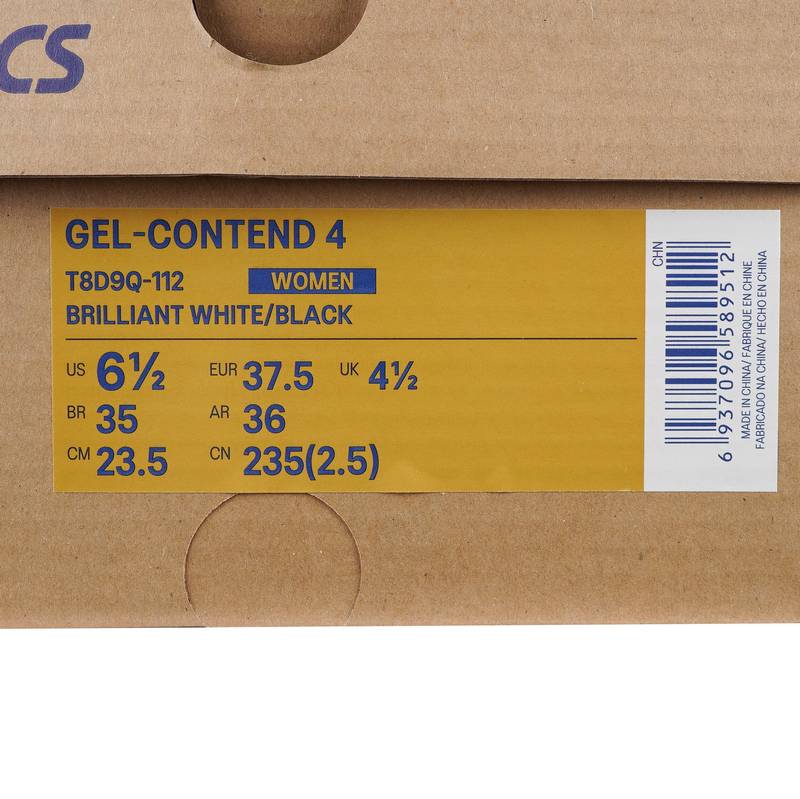 CS
GEL-CONTEND 4
T8D9Q-112 WOMEN
BRILLIANT WHITE/BLACK
US 6½ EUR 37.5 UK 4½
BR 35 AR 36
CM 23.5 CN 235(2.5)
CHN
6 937096 589512
MADE IN CHINA/ FABRIQUE EN CHINE
FABRICADO NA CHINA/ HECHO EN CHINA